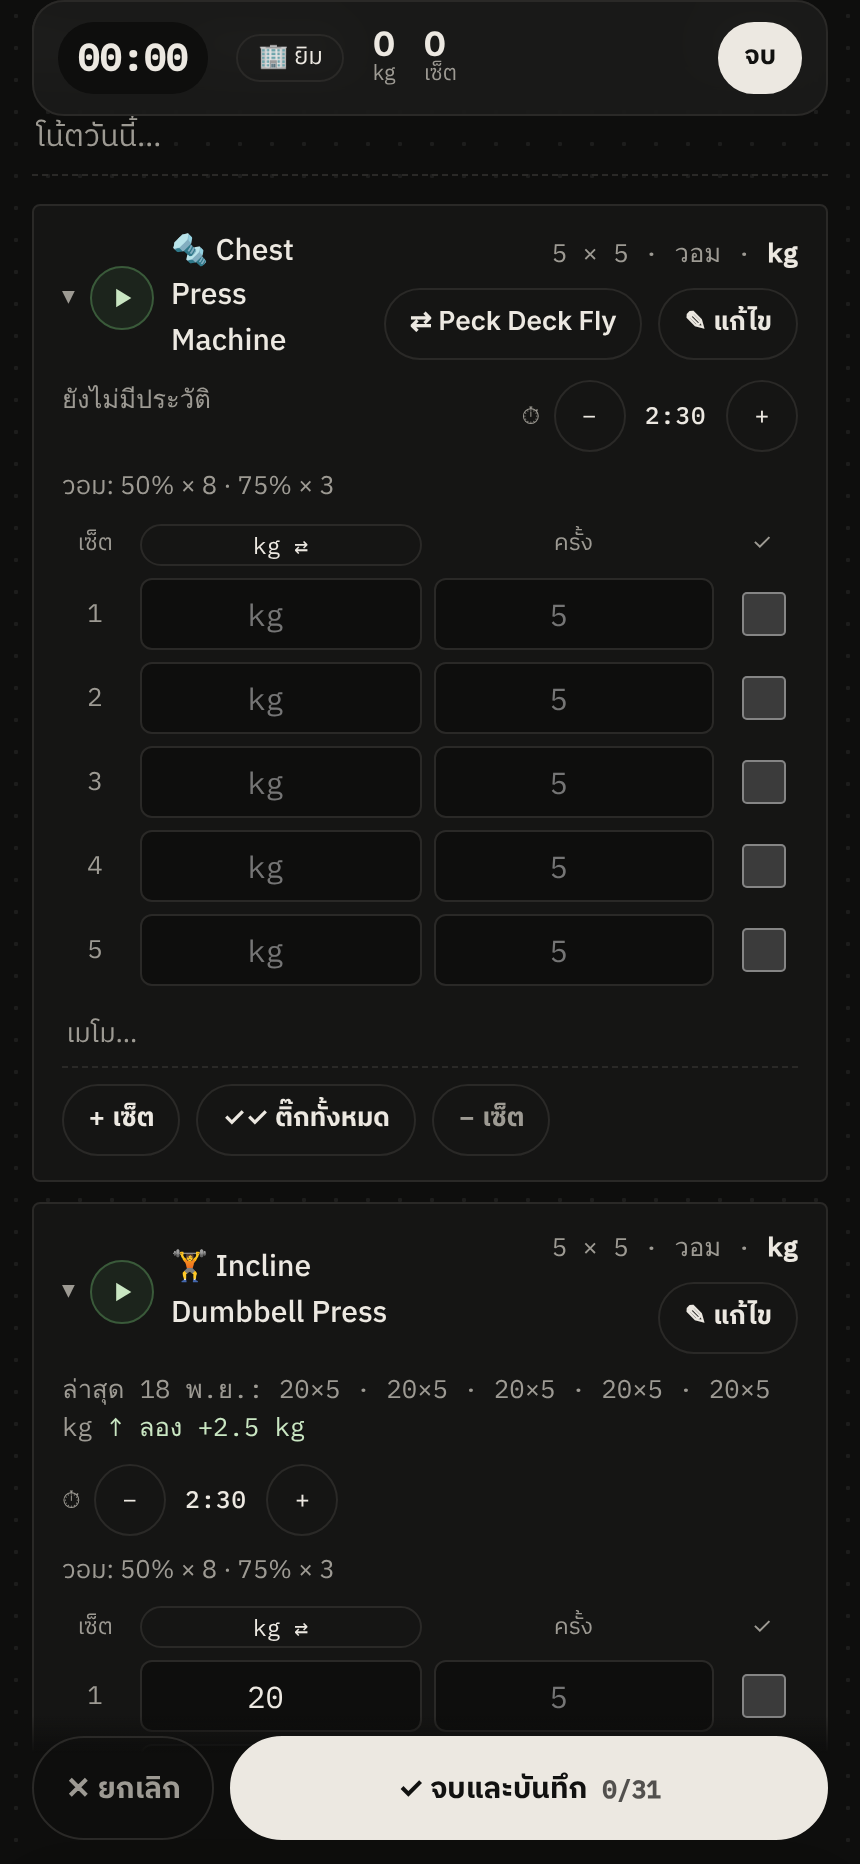 00:00 🏢 ยิม 0 kg 0 เซ็ต จบ
โน้ตวันนี้...
▼ ▶ 🔩 Chest Press Machine
5 × 5 · วอม · kg
⇄ Peck Deck Fly ✎ แก้ไข
ยังไม่มีประวัติ ⏱ − 2:30 +
วอม: 50% × 8 · 75% × 3
เซ็ต kg ⇄ ครั้ง ✓
1 kg 5
2 kg 5
3 kg 5
4 kg 5
5 kg 5
เมโม...
+ เซ็ต ✓✓ ติ๊กทั้งหมด − เซ็ต
▼ ▶ 🏋️ Incline Dumbbell Press
5 × 5 · วอม · kg
✎ แก้ไข
ล่าสุด 18 พ.ย.: 20×5 · 20×5 · 20×5 · 20×5 · 20×5
kg ↑ ลอง +2.5 kg
⏱ − 2:30 +
วอม: 50% × 8 · 75% × 3
เซ็ต kg ⇄ ครั้ง ✓
1 20 5
✕ ยกเลิก ✓ จบและบันทึก 0/31